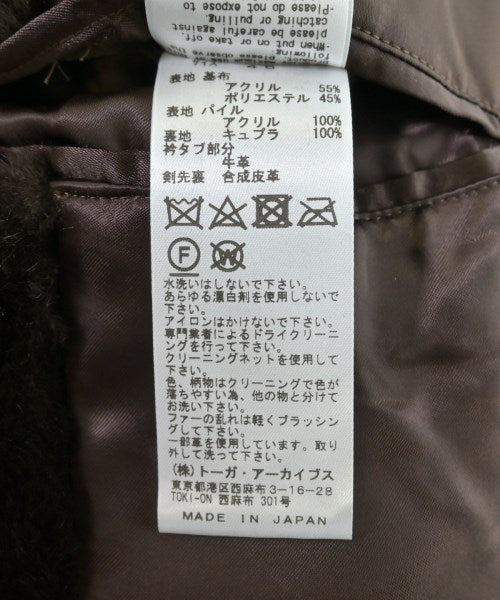 表地 基布
アクリル 55%
ポリエステル 45%
表地 パイル
アクリル 100%
裏地 キュプラ 100%
衿タブ部分
牛革
剣先裏 合成皮革
F W
水洗いはしないで下さい。
あらゆる漂白剤を使用しないで
下さい。
アイロンはかけないで下さい。
専門業者によるドライクリーニ
ングを行って下さい。
クリーニングネットを使用して
下さい。
色、柄物はクリーニングで色が
落ちやすい為、他の物と分けて
お洗い下さい。
ファーの乱れは軽くブラッシン
グして下さい。
一部革を使用しています。取り
外して洗って下さい。
(株)トーガ・アーカイブス
東京都港区西麻布3-16-28
TOKI-ON 西麻布 301号
MADE IN JAPAN
-Please do not expose to
catching or pulling.
please be careful
against
-When put on or take off,
following.